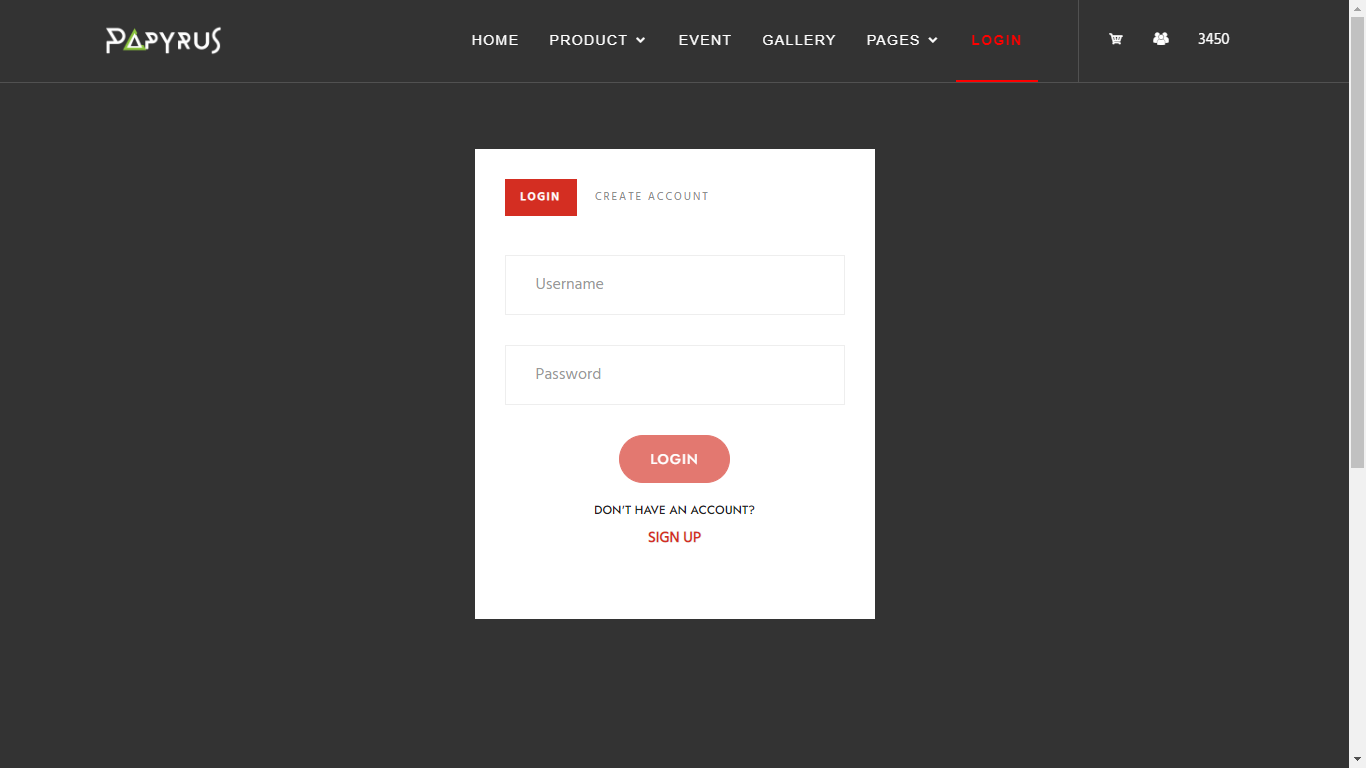 PAPYRUS
HOME PRODUCT EVENT GALLERY PAGES LOGIN 3450
LOGIN CREATE ACCOUNT
Username
Password
LOGIN
DON'T HAVE AN ACCOUNT?
SIGN UP